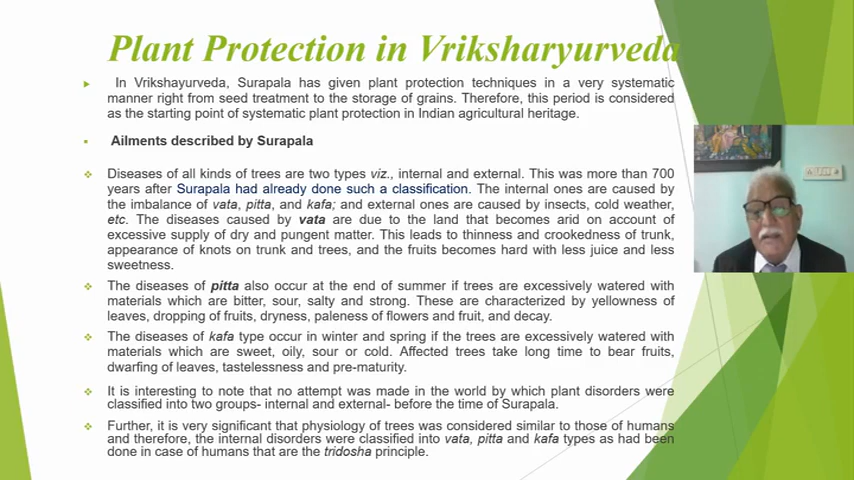 Plant Protection in Vriksharyurveda
In Vrikshayurveda, Surapala has given plant protection techniques in a very systematic
manner right from seed treatment to the storage of grains. Therefore, this period is considered
as the starting point of systematic plant protection in Indian agricultural heritage.
Ailments described by Surapala
Diseases of all kinds of trees are two types viz., internal and external. This was more than 700
years after Surapala had already done such a classification. The internal ones are caused by
the imbalance of vata, pitta, and kafa; and external ones are caused by insects, cold weather,
etc. The diseases caused by vata are due to the land that becomes arid on account of
excessive supply of dry and pungent matter. This leads to thinness and crookedness of trunk,
appearance of knots on trunk and trees, and the fruits becomes hard with less juice and less
sweetness.
The diseases of pitta also occur at the end of summer if trees are excessively watered with
materials which are bitter, sour, salty and strong. These are characterized by yellowness of
leaves, dropping of fruits, dryness, paleness of flowers and fruit, and decay.
The diseases of kafa type occur in winter and spring if the trees are excessively watered with
materials which are sweet, oily, sour or cold. Affected trees take long time to bear fruits,
dwarfing of leaves, tastelessness and pre-maturity.
It is interesting to note that no attempt was made in the world by which plant disorders were
classified into two groups- internal and external- before the time of Surapala.
Further, it is very significant that physiology of trees was considered similar to those of humans
and therefore, the internal disorders were classified into vata, pitta and kafa types as had been
done in case of humans that are the tridosha principle.